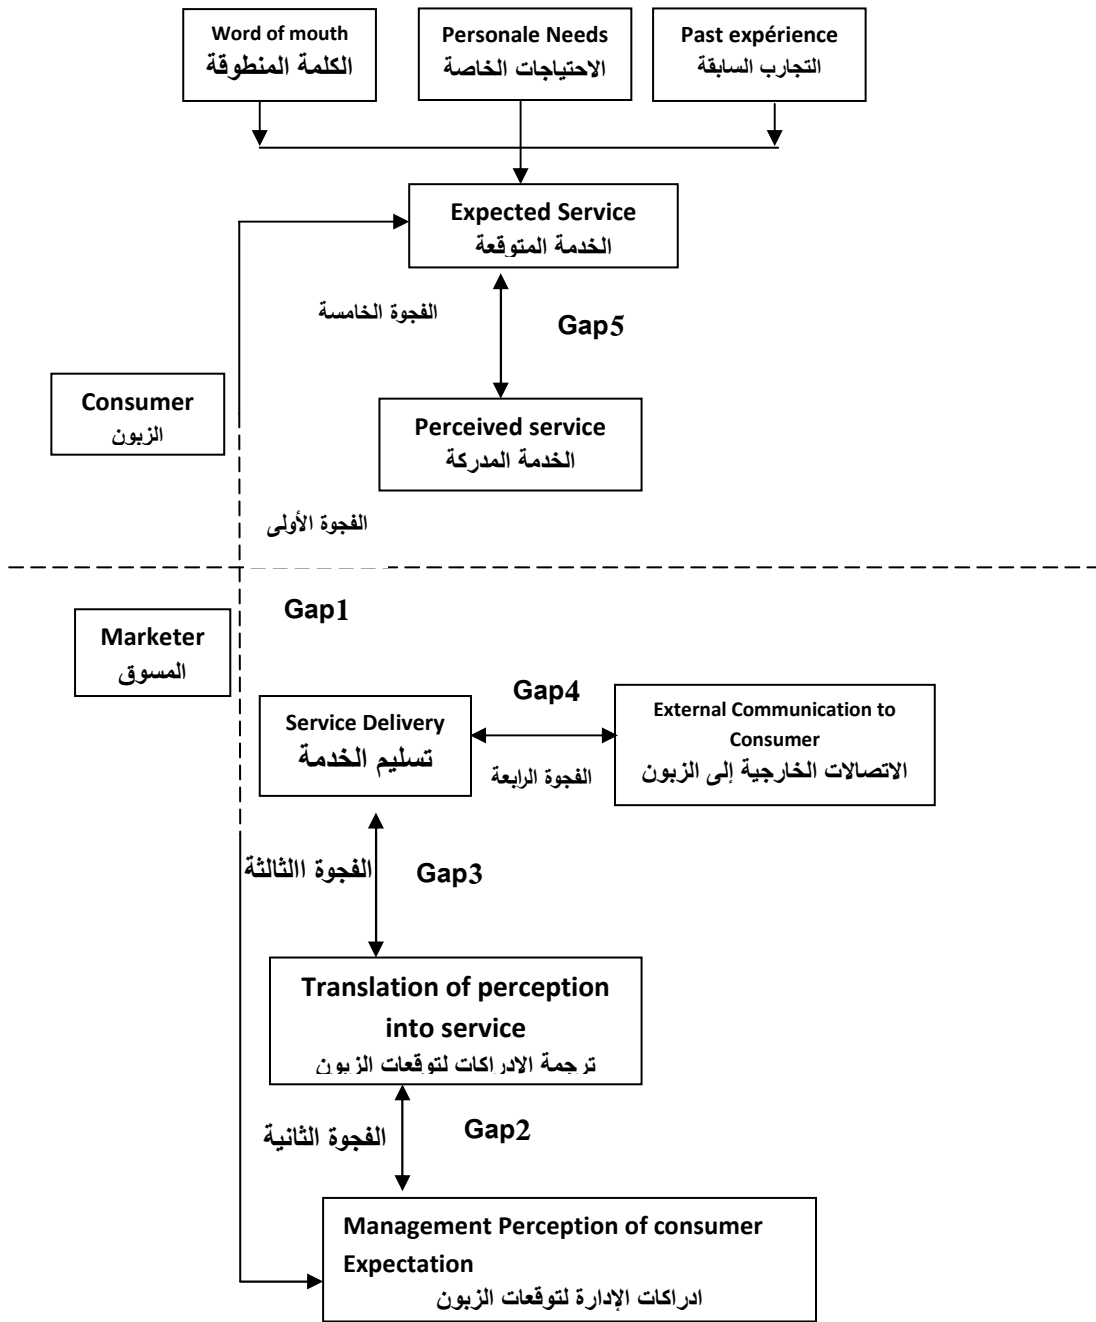 Word of mouth
الكلمة المنطوقة
Personale Needs
الاحتياجات الخاصة
Past expérience
التجارب السابقة
Expected Service
الخدمة المتوقعة
الفجوة الخامسة
Gap5
Consumer
الزبون
Perceived service
الخدمة المدركة
الفجوة الأولى
Gap1
Marketer
المسوق
Gap4
Service Delivery
تسليم الخدمة
الفجوة الرابعة
External Communication to
Consumer
الاتصالات الخارجية إلى الزبون
الفجوة االثالثة
Gap3
Translation of perception
into service
ترجمة الادراكات لتوقعات الزبون
الفجوة الثانية
Gap2
Management Perception of consumer
Expectation
ادراكات الإدارة لتوقعات الزبون